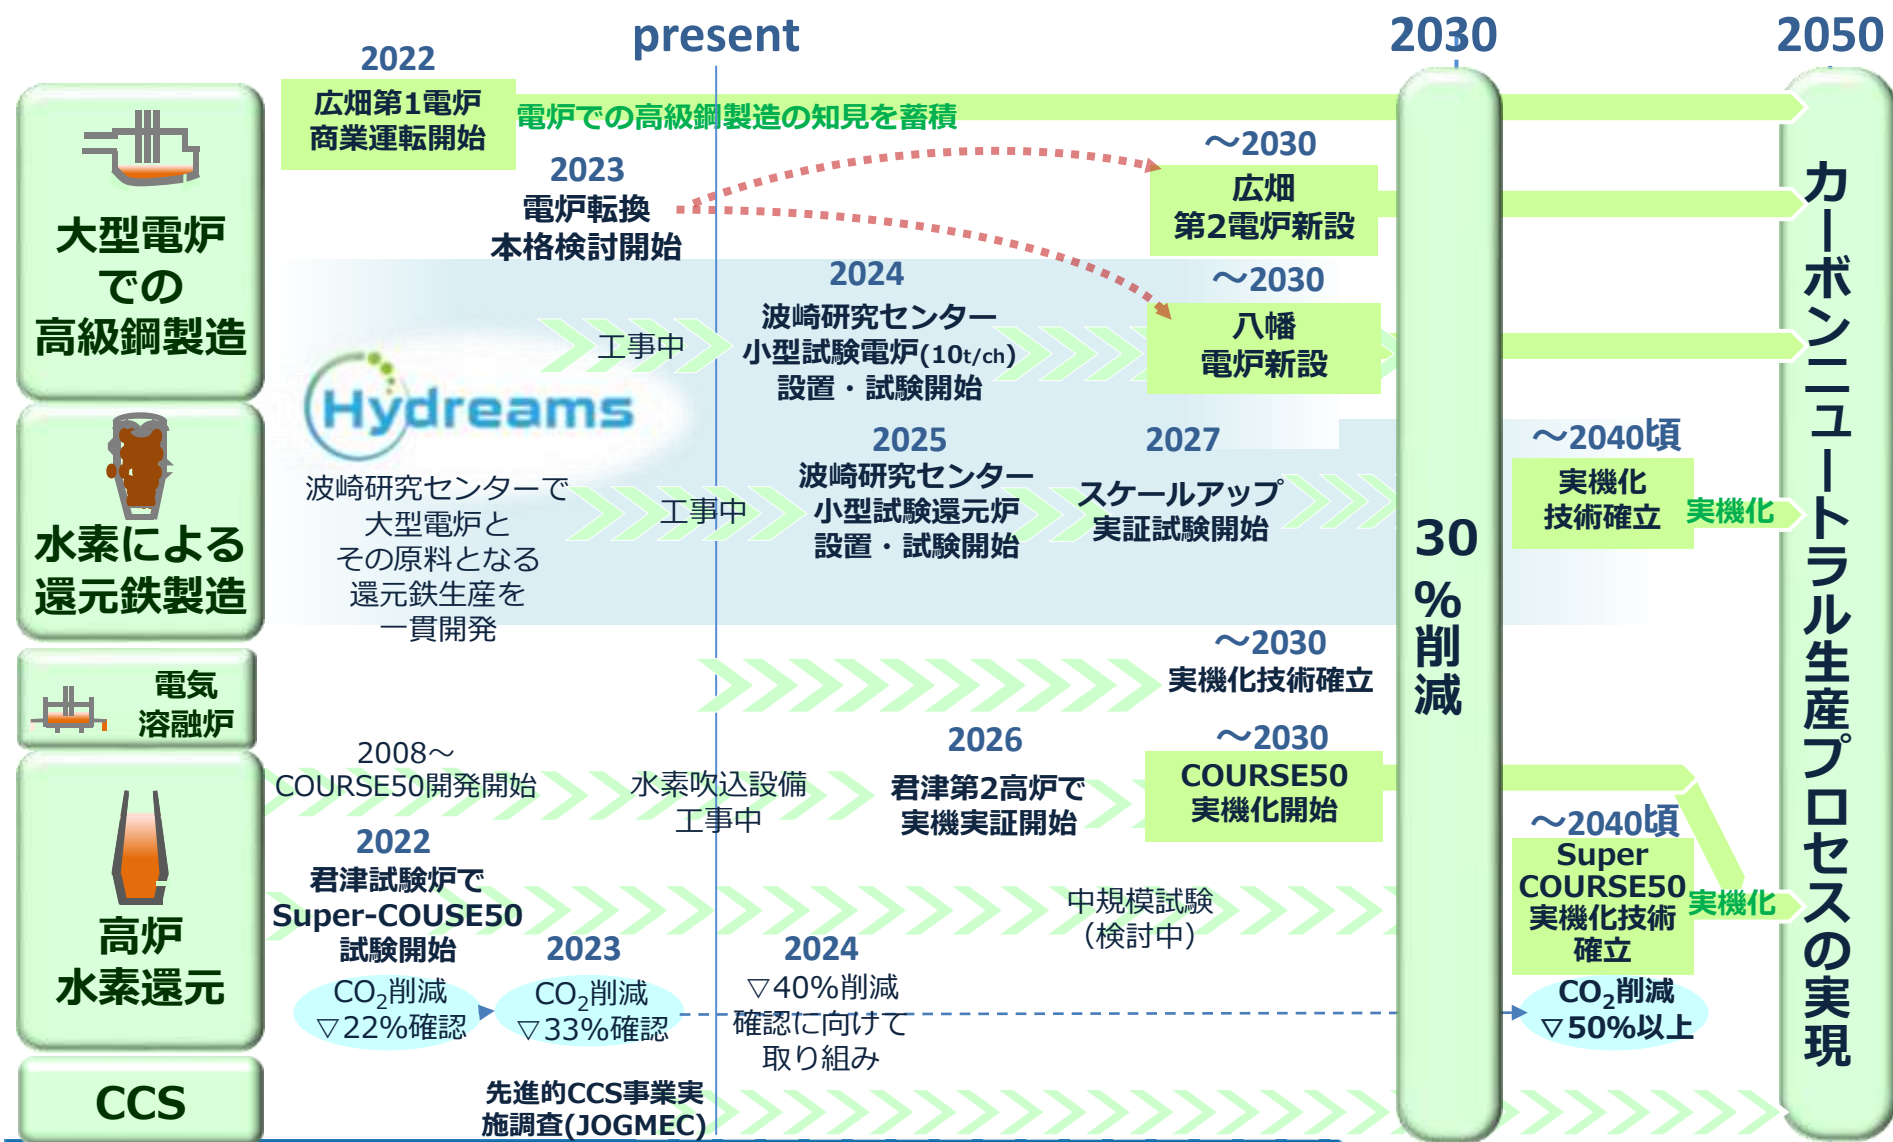 present
2030
2050
大型電炉
での
高級鋼製造
2022
広畑第1電炉
商業運転開始
電炉での高級鋼製造の知見を蓄積
2023
電炉転換
本格検討開始
～2030
広畑
第2電炉新設
～2030
八幡
電炉新設
工事中
2024
波崎研究センター
小型試験電炉(10t/ch)
設置・試験開始
Hydreams
波崎研究センターで
大型電炉と
その原料となる
還元鉄生産を
一貫開発
水素による
還元鉄製造
工事中
2025
波崎研究センター
小型試験還元炉
設置・試験開始
2027
スケールアップ
実証試験開始
～2040頃
実機化
技術確立
実機化
電気
溶融炉
～2030
実機化技術確立
高炉
水素還元
2008～
COURSE50開発開始
水素吹込設備
工事中
2026
君津第2高炉で
実機実証開始
～2030
COURSE50
実機化開始
2022
君津試験炉で
Super-COUSE50
試験開始
中規模試験
（検討中）
～2040頃
Super
COURSE50
実機化技術
確立
実機化
CO2削減
▽22%確認
2023
CO2削減
▽33%確認
2024
▽40%削減
確認に向けて
取り組み
CO2削減
▽50%以上
CCS
先進的CCS事業実
施調査(JOGMEC)
30
%
削
減
カーボンニュートラル生産プロセスの実現